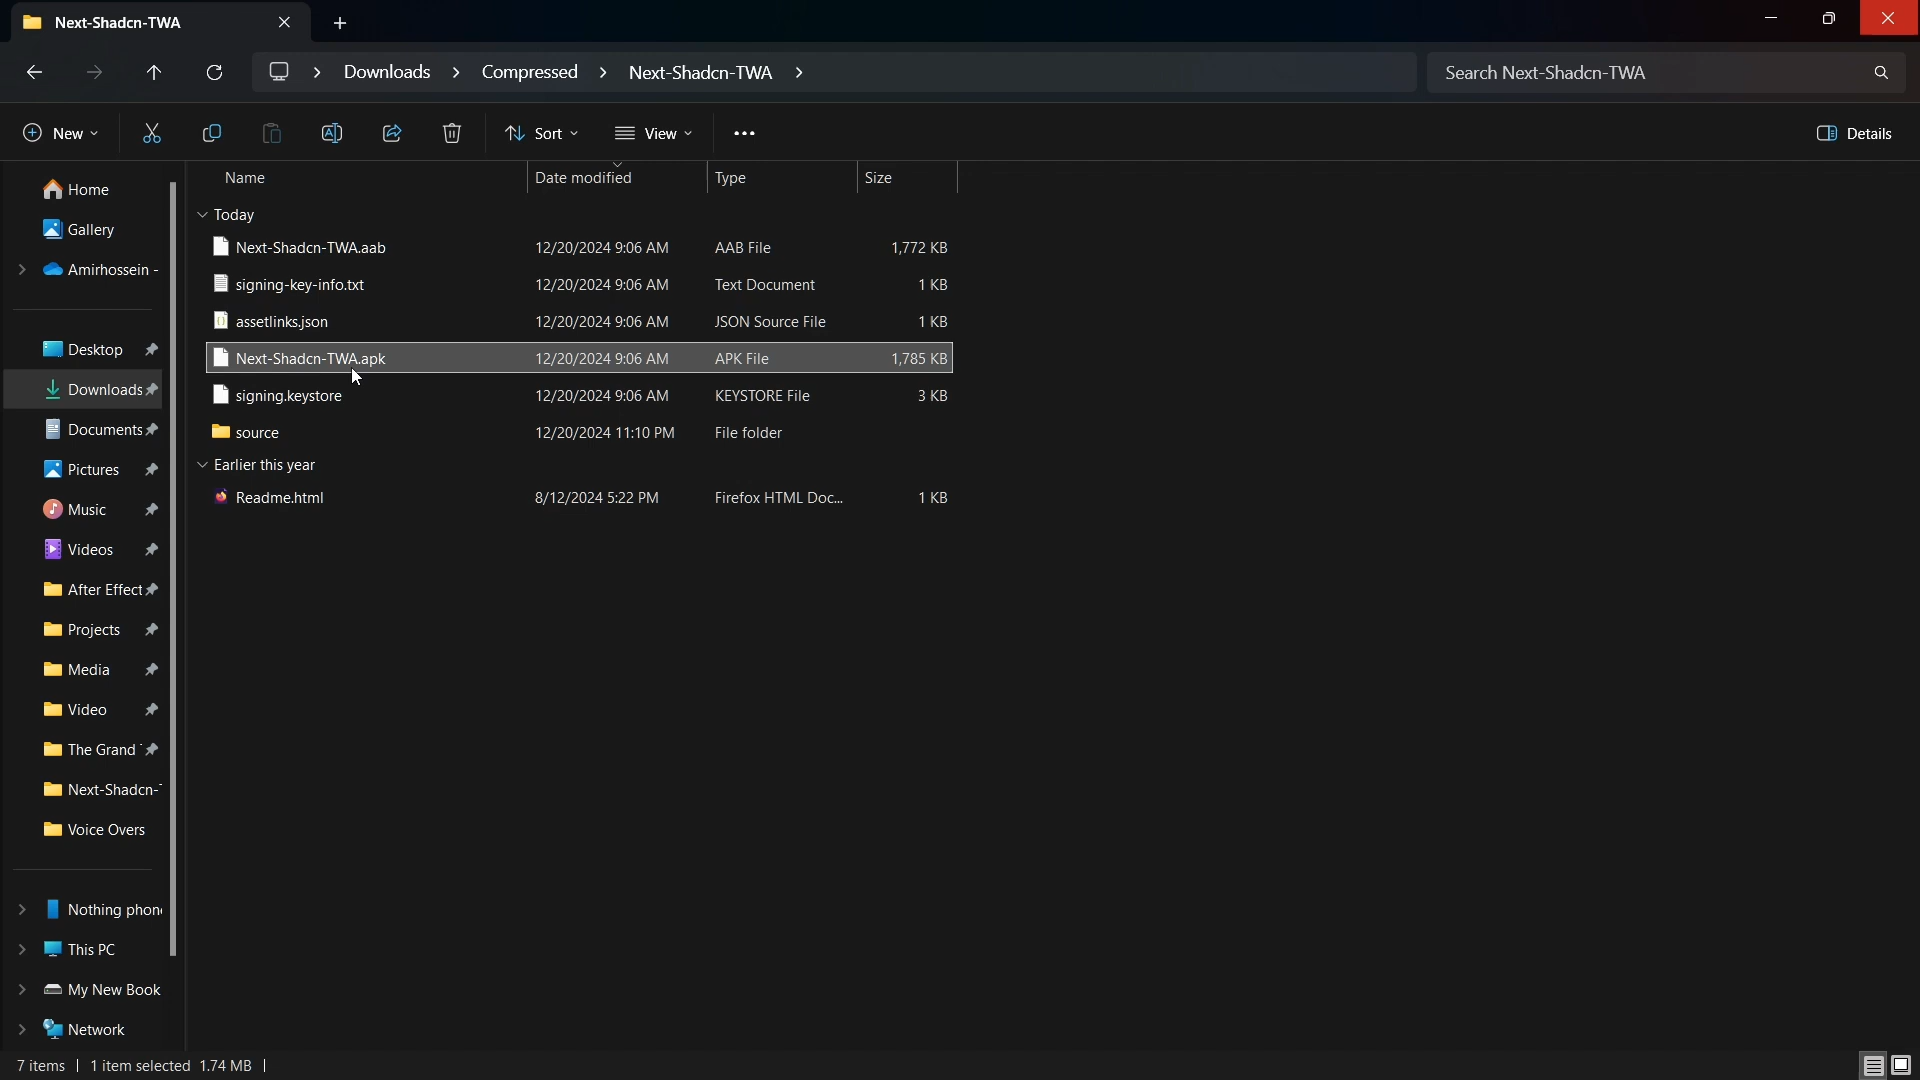 Next-Shadcn-TWA
Downloads Compressed Next-Shadcn-TWA
Search Next-Shadcn-TWA
New Sort View Details
Home
Gallery
Amirhossein -
Desktop
Downloads
Documents
Pictures
Music
Videos
After Effect
Projects
Media
Video
The Grand
Next-Shadcn-
Voice Overs
Nothing phon
This PC
My New Book
Network
Name Date modified Type Size
Today
Next-Shadcn-TWA.aab 12/20/2024 9:06 AM AAB File 1,772 KB
signing-key-info.txt 12/20/2024 9:06 AM Text Document 1 KB
assetlinks.json 12/20/2024 9:06 AM JSON Source File 1 KB
Next-Shadcn-TWA.apk 12/20/2024 9:06 AM APK File 1,785 KB
signing.keystore 12/20/2024 9:06 AM KEYSTORE File 3 KB
source 12/20/2024 11:10 PM File folder
Earlier this year
Readme.html 8/12/2024 5:22 PM Firefox HTML Doc... 1 KB
7 items 1 item selected 1.74 MB